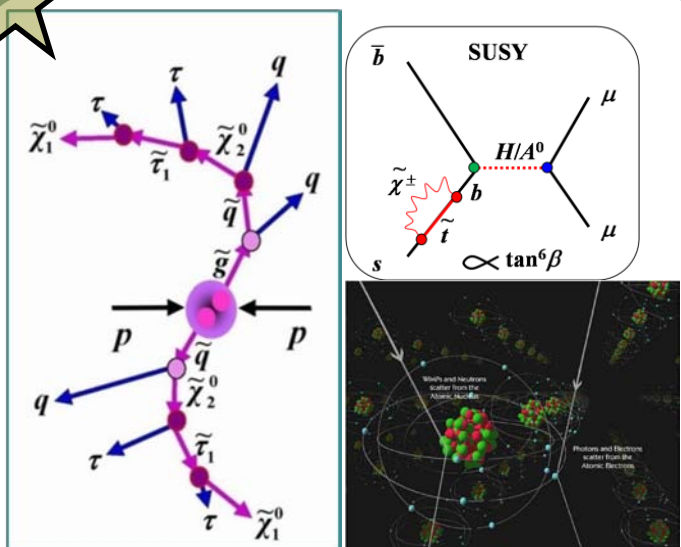 q
τ
τ
χ̃₁⁰
τ̃₁
χ̃₂⁰
q
q̃
g̃
p
p
q̃
χ̃₂⁰
q
τ
τ̃₁
τ
χ̃₁⁰
SUSY
b̄
μ
H/A⁰
χ̃±
b
t̃
s
μ
∝ tan⁶β
WIMPs and Neutrons
scatter from the
Atomic Nucleus
Photons and Electrons
scatter from the
Atomic Electrons